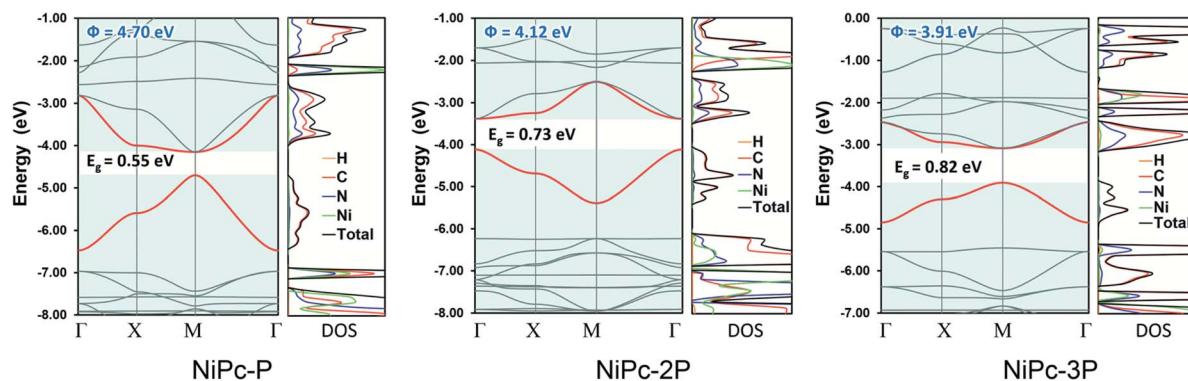 Energy (eV)
-1.00
-2.00
-3.00
-4.00
-5.00
-6.00
-7.00
-8.00
Φ = 4.70 eV
E_g = 0.55 eV
H
C
N
Ni
Total
Γ X M Γ DOS
NiPc-P
Energy (eV)
-1.00
-2.00
-3.00
-4.00
-5.00
-6.00
-7.00
-8.00
Φ = 4.12 eV
E_g = 0.73 eV
H
C
N
Ni
Total
Γ X M Γ DOS
NiPc-2P
Energy (eV)
0.00
-1.00
-2.00
-3.00
-4.00
-5.00
-6.00
-7.00
Φ = 3.91 eV
E_g = 0.82 eV
H
C
N
Ni
Total
Γ X M Γ DOS
NiPc-3P